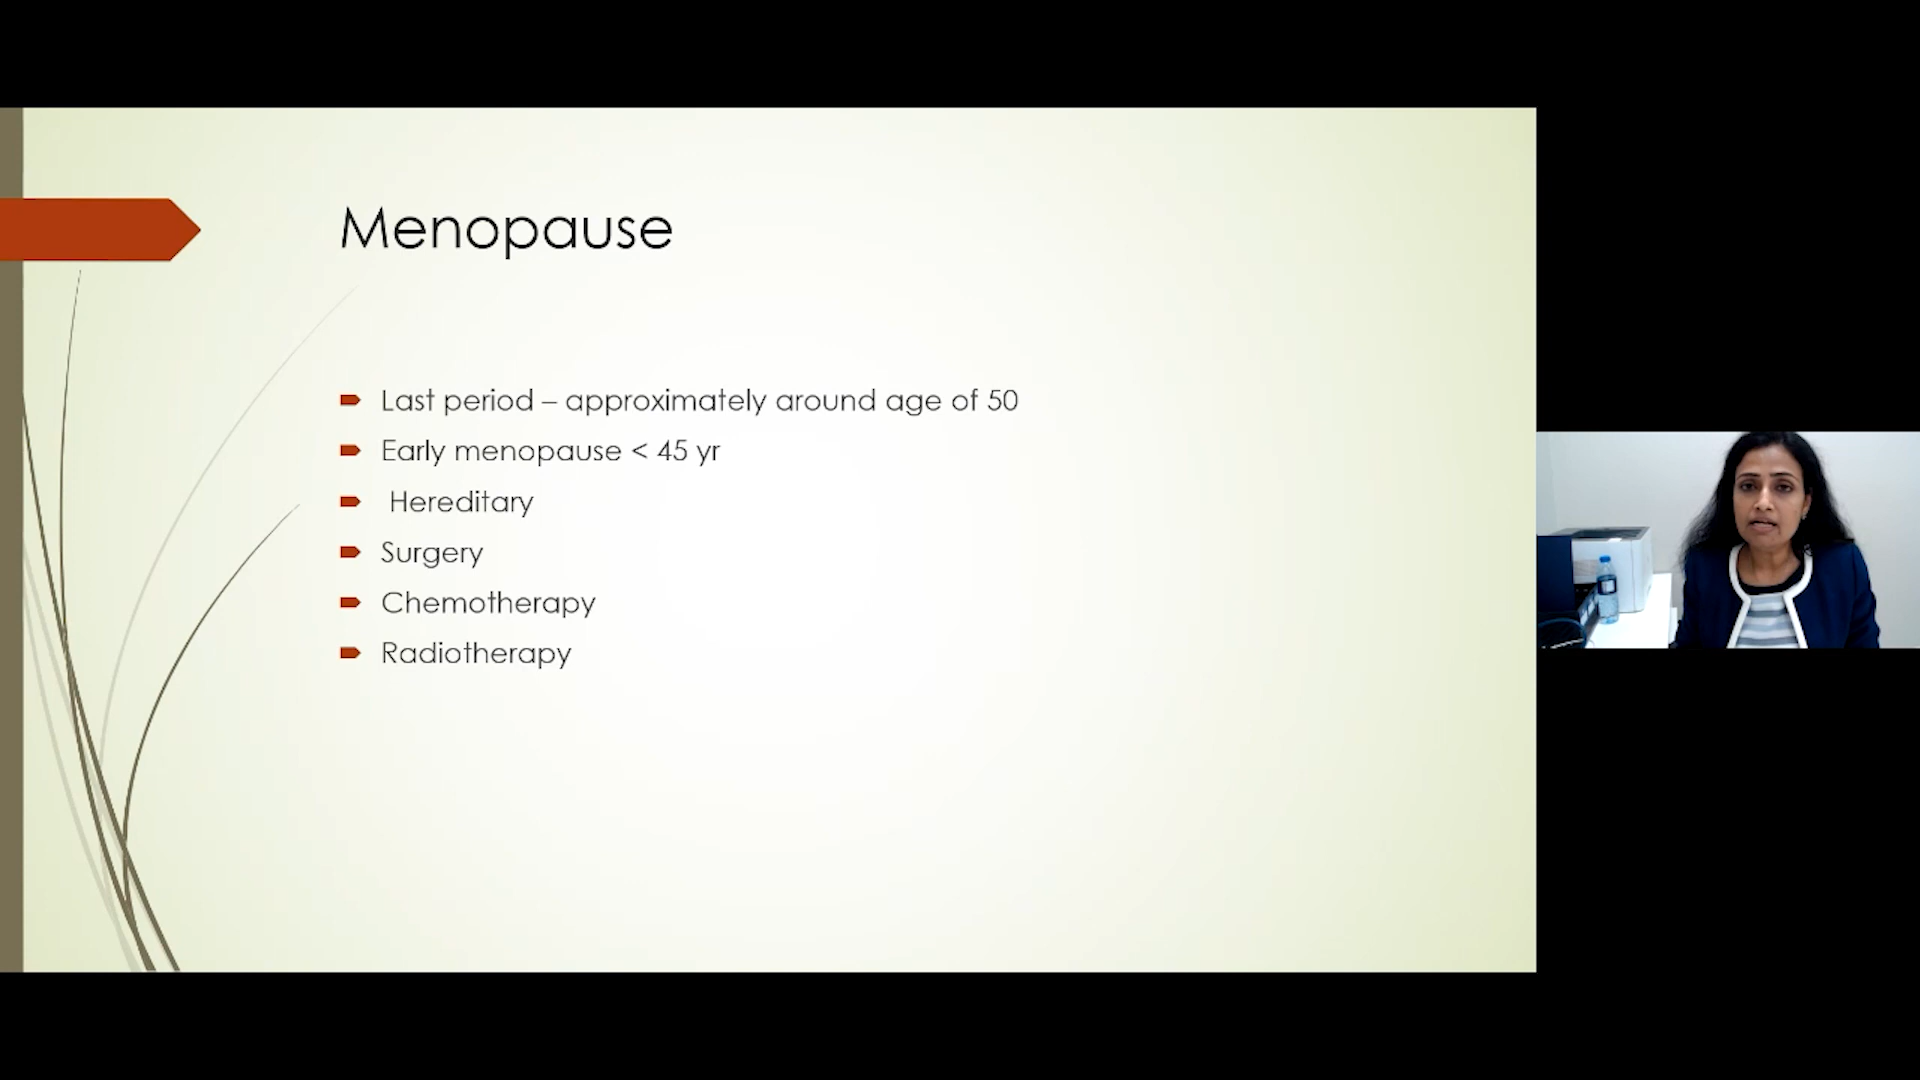 Menopause
Last period – approximately around age of 50
Early menopause < 45 yr
Hereditary
Surgery
Chemotherapy
Radiotherapy